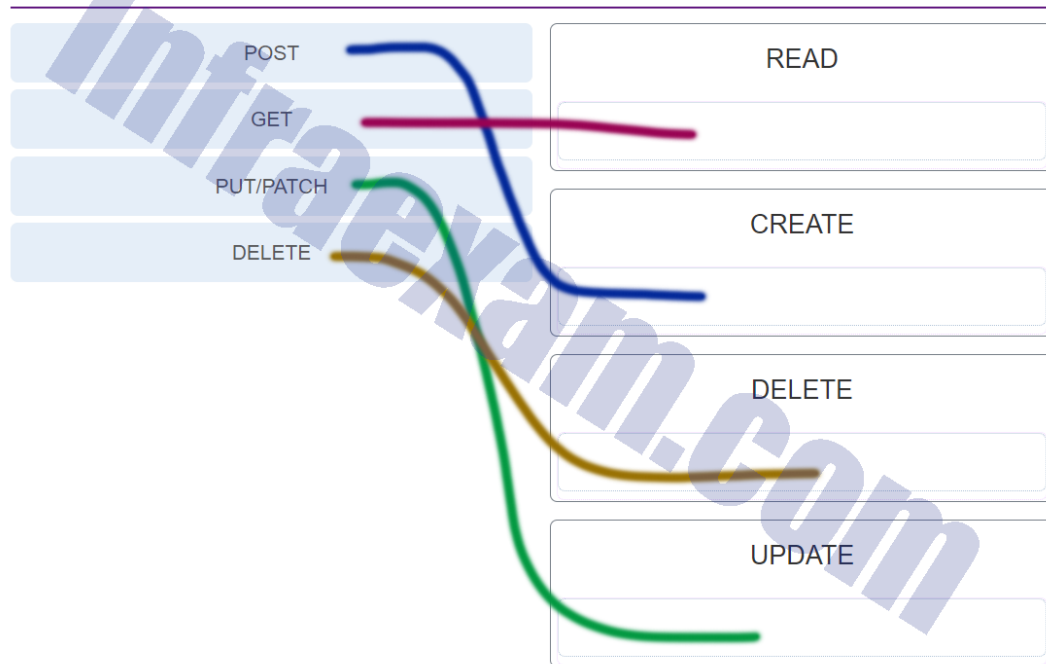 POST
GET
PUT/PATCH
DELETE
READ
CREATE
DELETE
UPDATE
infraexam.com